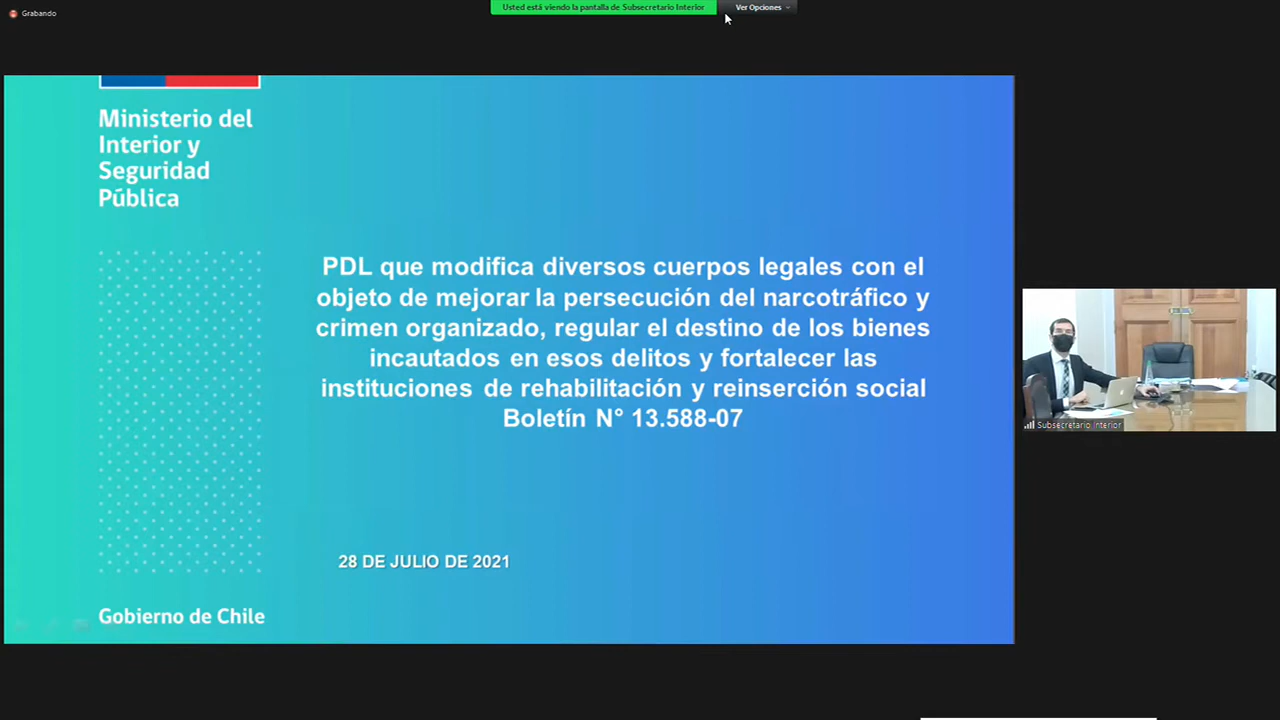 Grabando
Usted está viendo la pantalla de Subsecretario Interior
Ver Opciones
Ministerio del
Interior y
Seguridad
Pública
PDL que modifica diversos cuerpos legales con el
objeto de mejorar la persecución del narcotráfico y
crimen organizado, regular el destino de los bienes
incautados en esos delitos y fortalecer las
instituciones de rehabilitación y reinserción social
Boletín N° 13.588-07
28 DE JULIO DE 2021
Gobierno de Chile
Subsecretario Interior